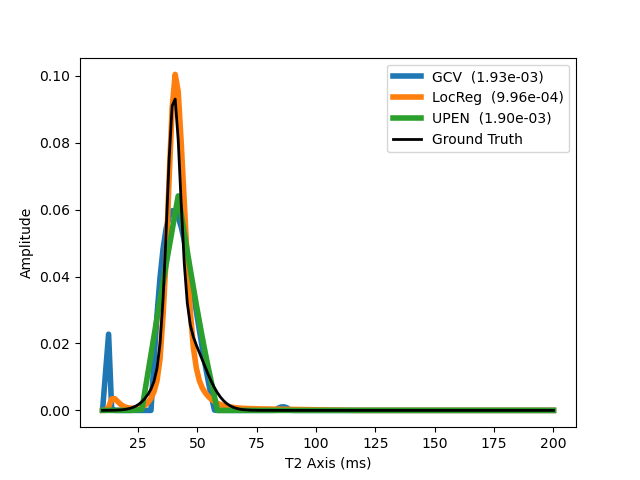 GCV (1.93e-03)
LocReg (9.96e-04)
UPEN (1.90e-03)
Ground Truth
Amplitude
0.10
0.08
0.06
0.04
0.02
0.00
25 50 75 100 125 150 175 200
T2 Axis (ms)